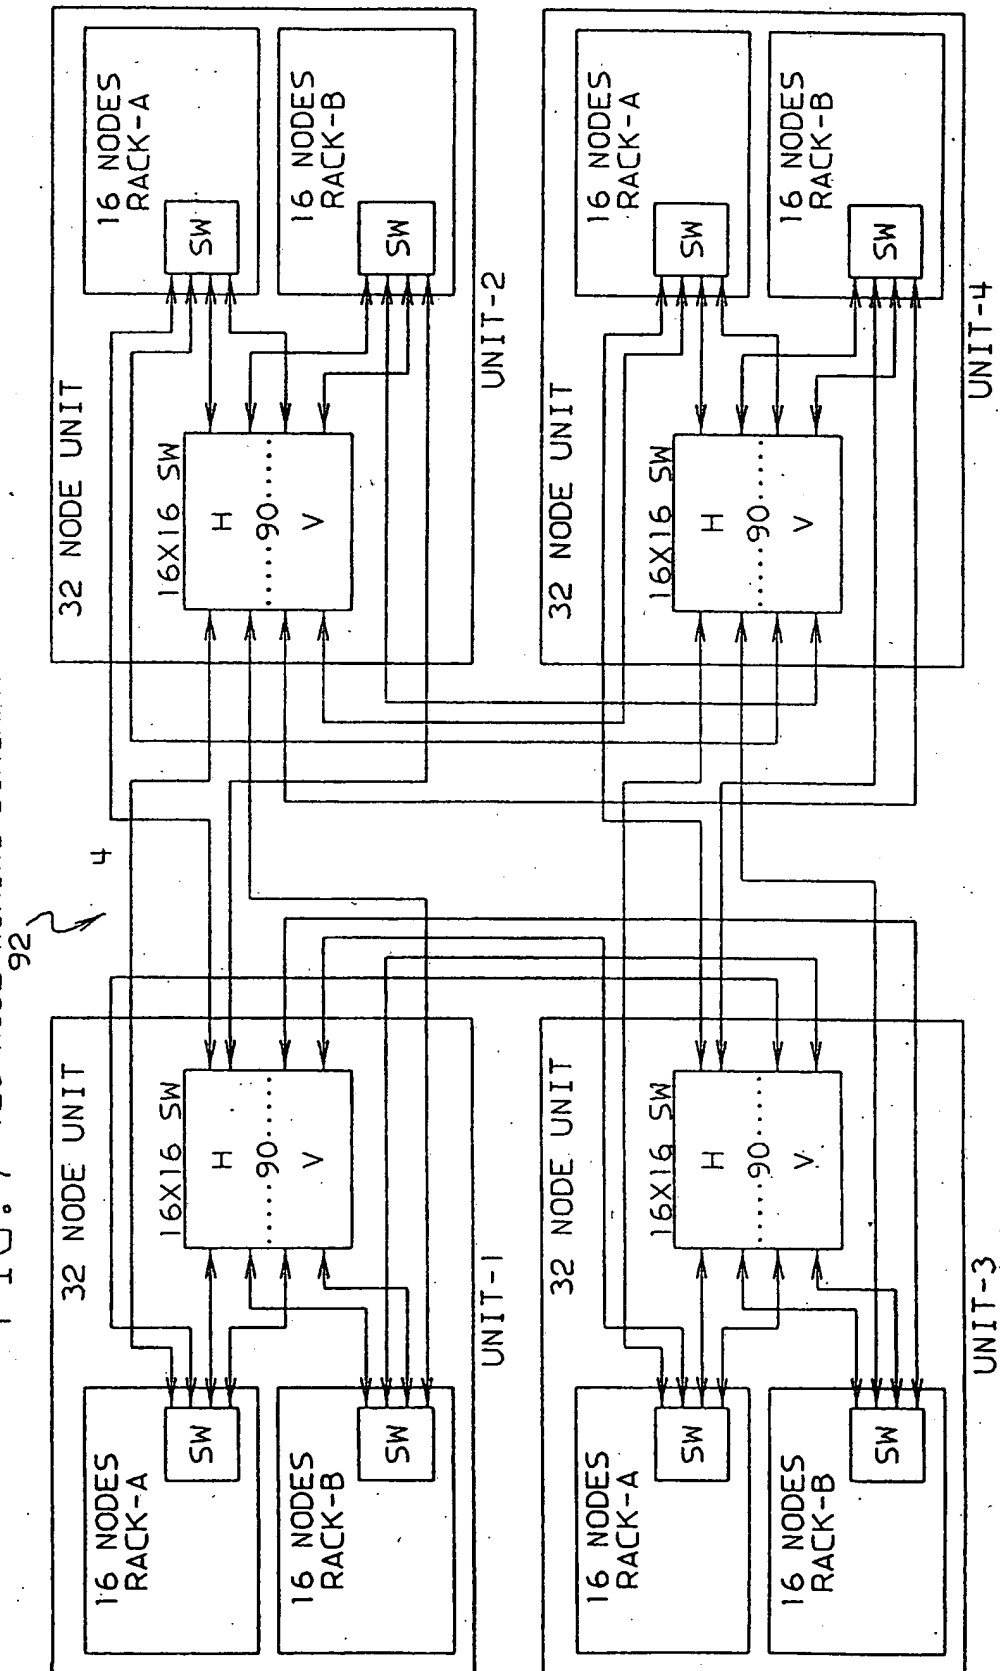 92
4
32 NODE UNIT
16 NODES
RACK-A
SW
16 NODES
RACK-B
SW
16X16 SW
H
.....90.....
V
UNIT-1
32 NODE UNIT
16X16 SW
H
.....90.....
V
16 NODES
RACK-A
SW
16 NODES
RACK-B
SW
UNIT-2
32 NODE UNIT
16 NODES
RACK-A
SW
16 NODES
RACK-B
SW
16X16 SW
H
.....90.....
V
UNIT-3
32 NODE UNIT
16X16 SW
H
.....90.....
V
16 NODES
RACK-A
SW
16 NODES
RACK-B
SW
UNIT-4